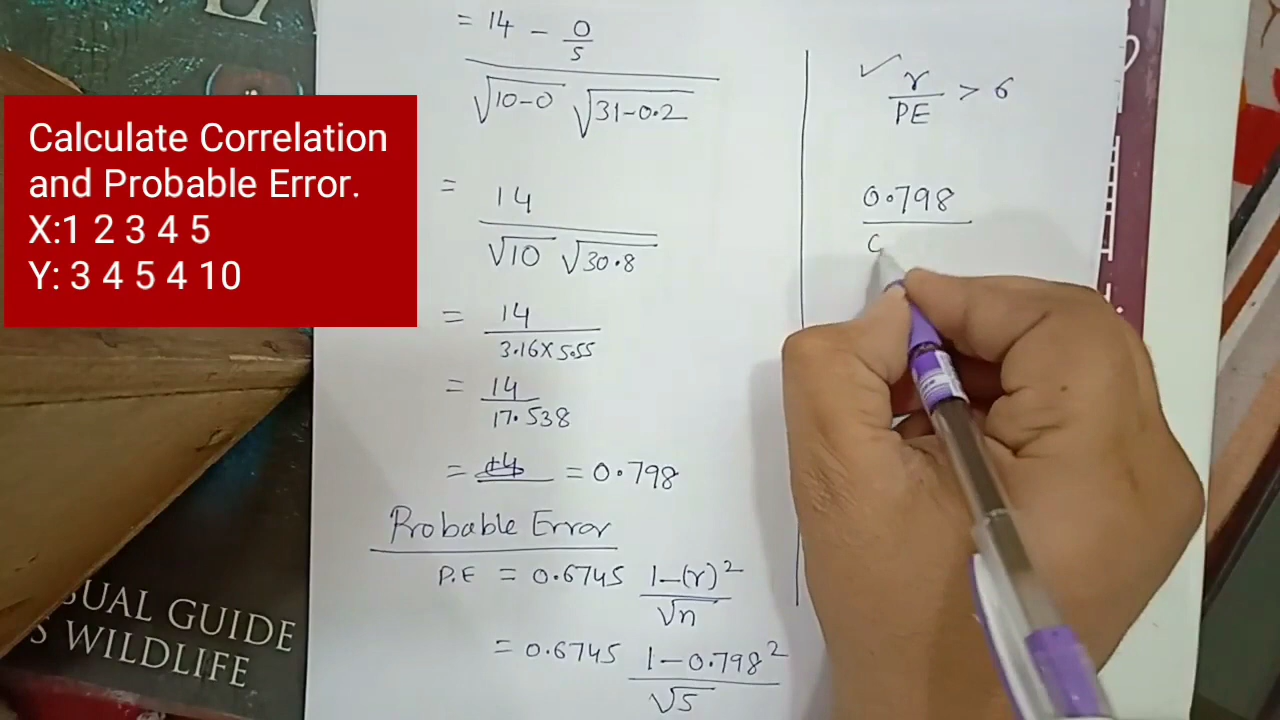 Calculate Correlation
and Probable Error.
X:1 2 3 4 5
Y: 3 4 5 4 10
= 14 - 0/5
√10-0 √31-0.2
= 14
√10 √30.8
= 14
3.16 X 5.55
= 14
17.538
= = 0.798
Probable Error
P.E = 0.6745 1-(r)²
√n
= 0.6745 1-0.798²
√5
✓ r/PE > 6
0.798
SUAL GUIDE
S WILDLIFE